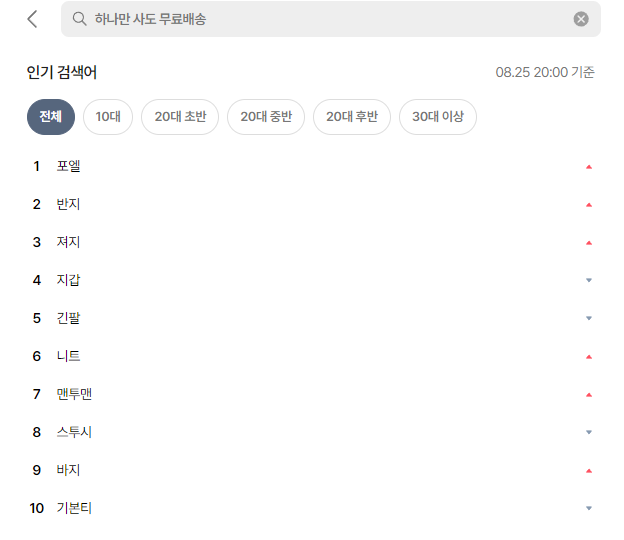 하나만 사도 무료배송
인기 검색어 08.25 20:00 기준
전체 10대 20대 초반 20대 중반 20대 후반 30대 이상
1 포엘
2 반지
3 져지
4 지갑
5 긴팔
6 니트
7 맨투맨
8 스투시
9 바지
10 기본티